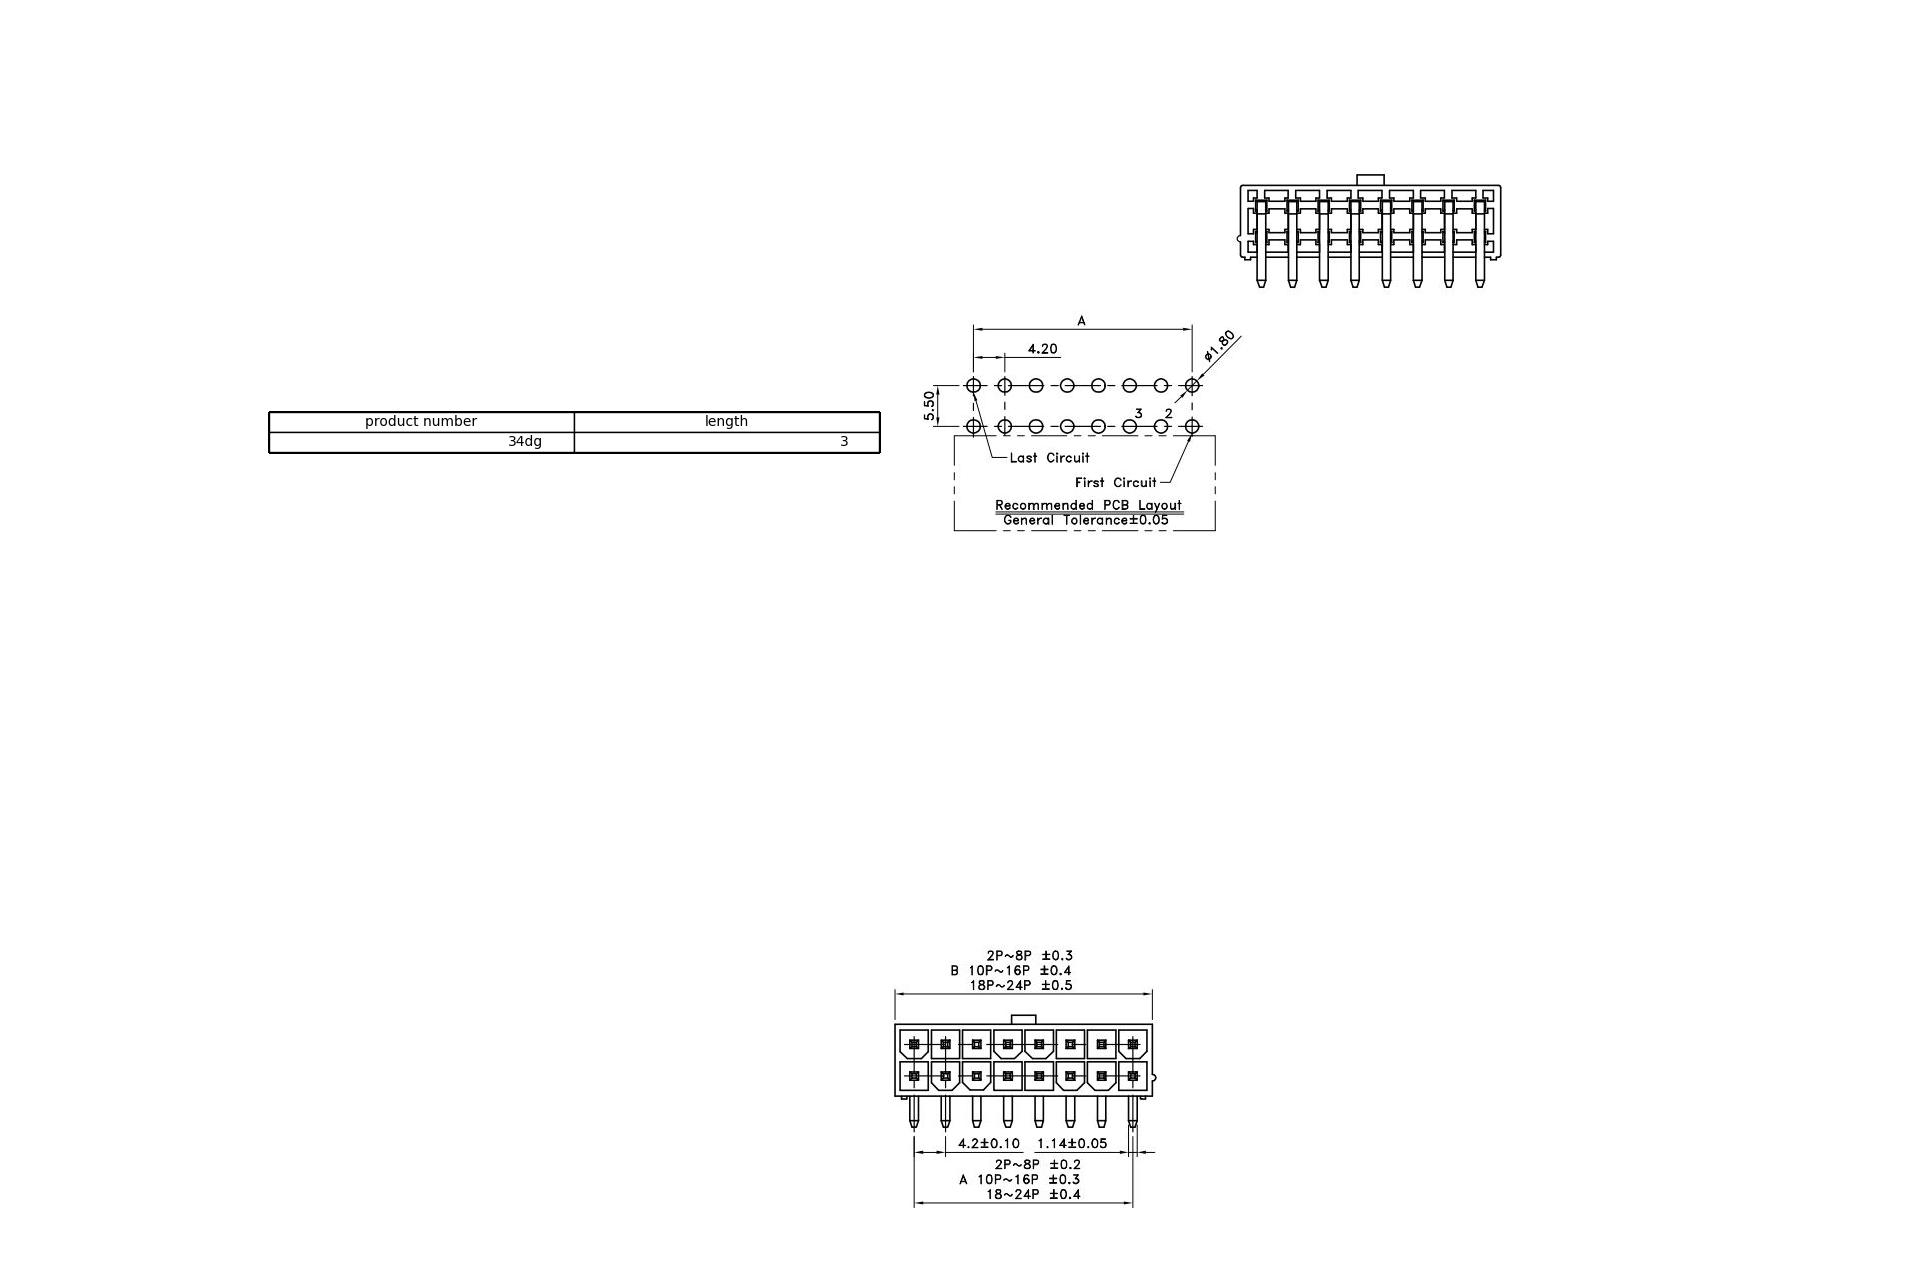 product number length
34dg 3
A
4.20
ø1.80
5.50
3 2
Last Circuit
First Circuit
Recommended PCB Layout
General Tolerance±0.05
2P~8P ±0.3
B 10P~16P ±0.4
18P~24P ±0.5
4.2±0.10 1.14±0.05
2P~8P ±0.2
A 10P~16P ±0.3
18~24P ±0.4